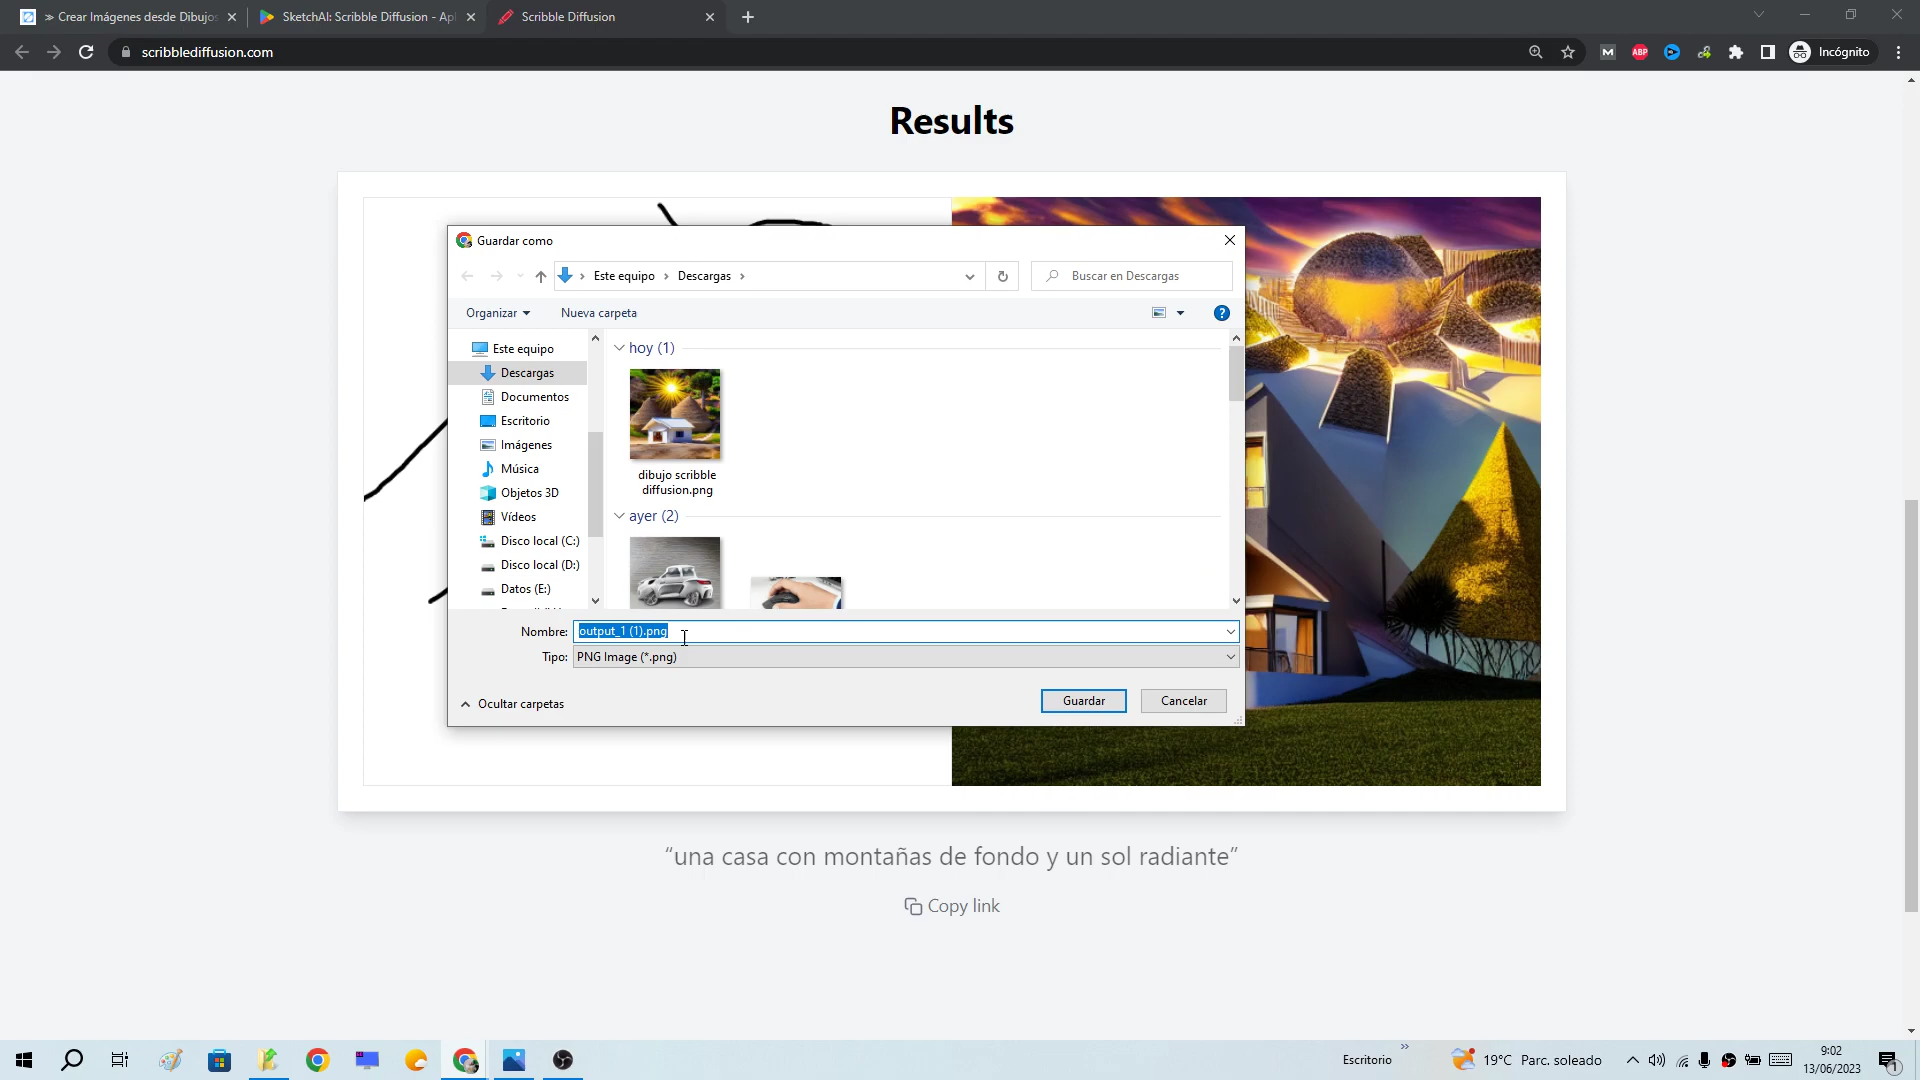 » Crear Imágenes desde Dibujos
SketchAI: Scribble Diffusion - Apl
Scribble Diffusion
scribblediffusion.com
M
ABP
Incógnito
Results
Guardar como
Este equipo
Descargas
Buscar en Descargas
Organizar
Nueva carpeta
?
Este equipo
Descargas
Documentos
Escritorio
Imágenes
Música
Objetos 3D
Vídeos
Disco local (C:)
Disco local (D:)
Datos (E:)
hoy (1)
dibujo scribble
diffusion.png
ayer (2)
Nombre: output_1 (1).png
Tipo: PNG Image (*.png)
Ocultar carpetas
Guardar
Cancelar
“una casa con montañas de fondo y un sol radiante”
Copy link
Escritorio
»
19°C Parc. soleado
9:02
13/06/2023
1